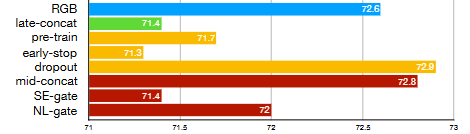 RGB 72.6
late-concat 71.4
pre-train 71.7
early-stop 71.3
dropout 72.9
mid-concat 72.8
SE-gate 71.4
NL-gate 72
71 71.5 72 72.5 73